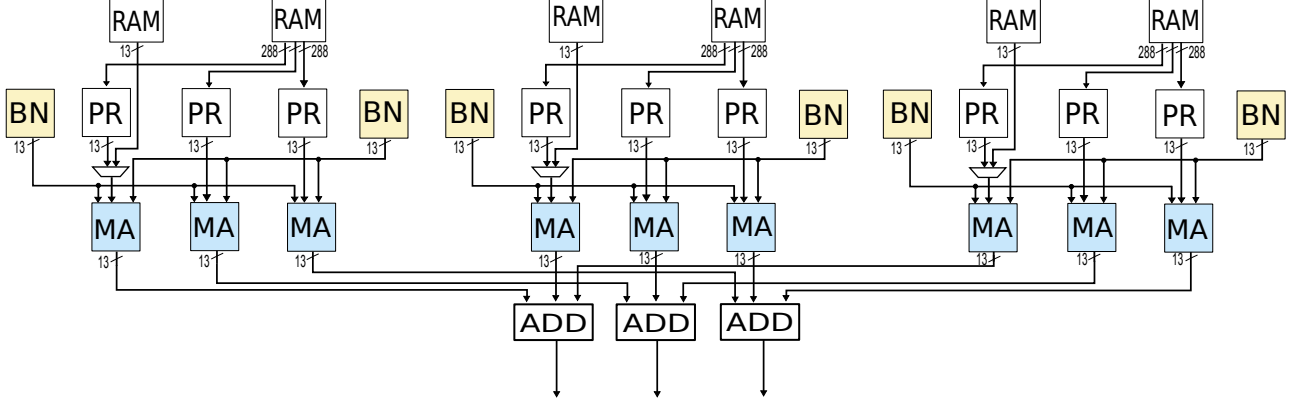 RAM RAM RAM RAM RAM RAM
13 288 288 13 288 288 13 288 288
BN PR PR PR BN BN PR PR PR BN BN PR PR PR BN
13 13 13 13 13 13 13 13 13 13 13 13 13 13 13
MA MA MA MA MA MA MA MA MA
13 13 13 13 13 13 13 13 13
ADD ADD ADD